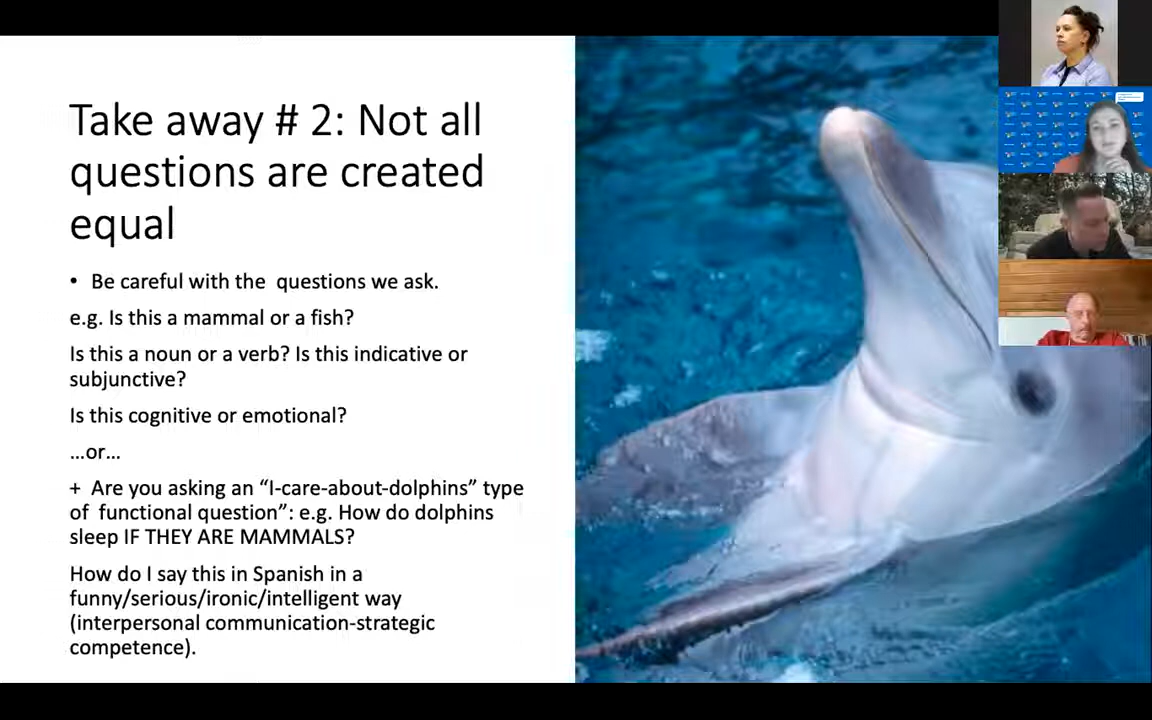 Take away # 2: Not all
questions are created
equal
• Be careful with the  questions we ask.
e.g. Is this a mammal or a fish?
Is this a noun or a verb? Is this indicative or
subjunctive?
Is this cognitive or emotional?
…or…
+  Are you asking an “I-care-about-dolphins” type
of  functional question”: e.g. How do dolphins
sleep IF THEY ARE MAMMALS?
How do I say this in Spanish in a
funny/serious/ironic/intelligent way
(interpersonal communication-strategic
competence).